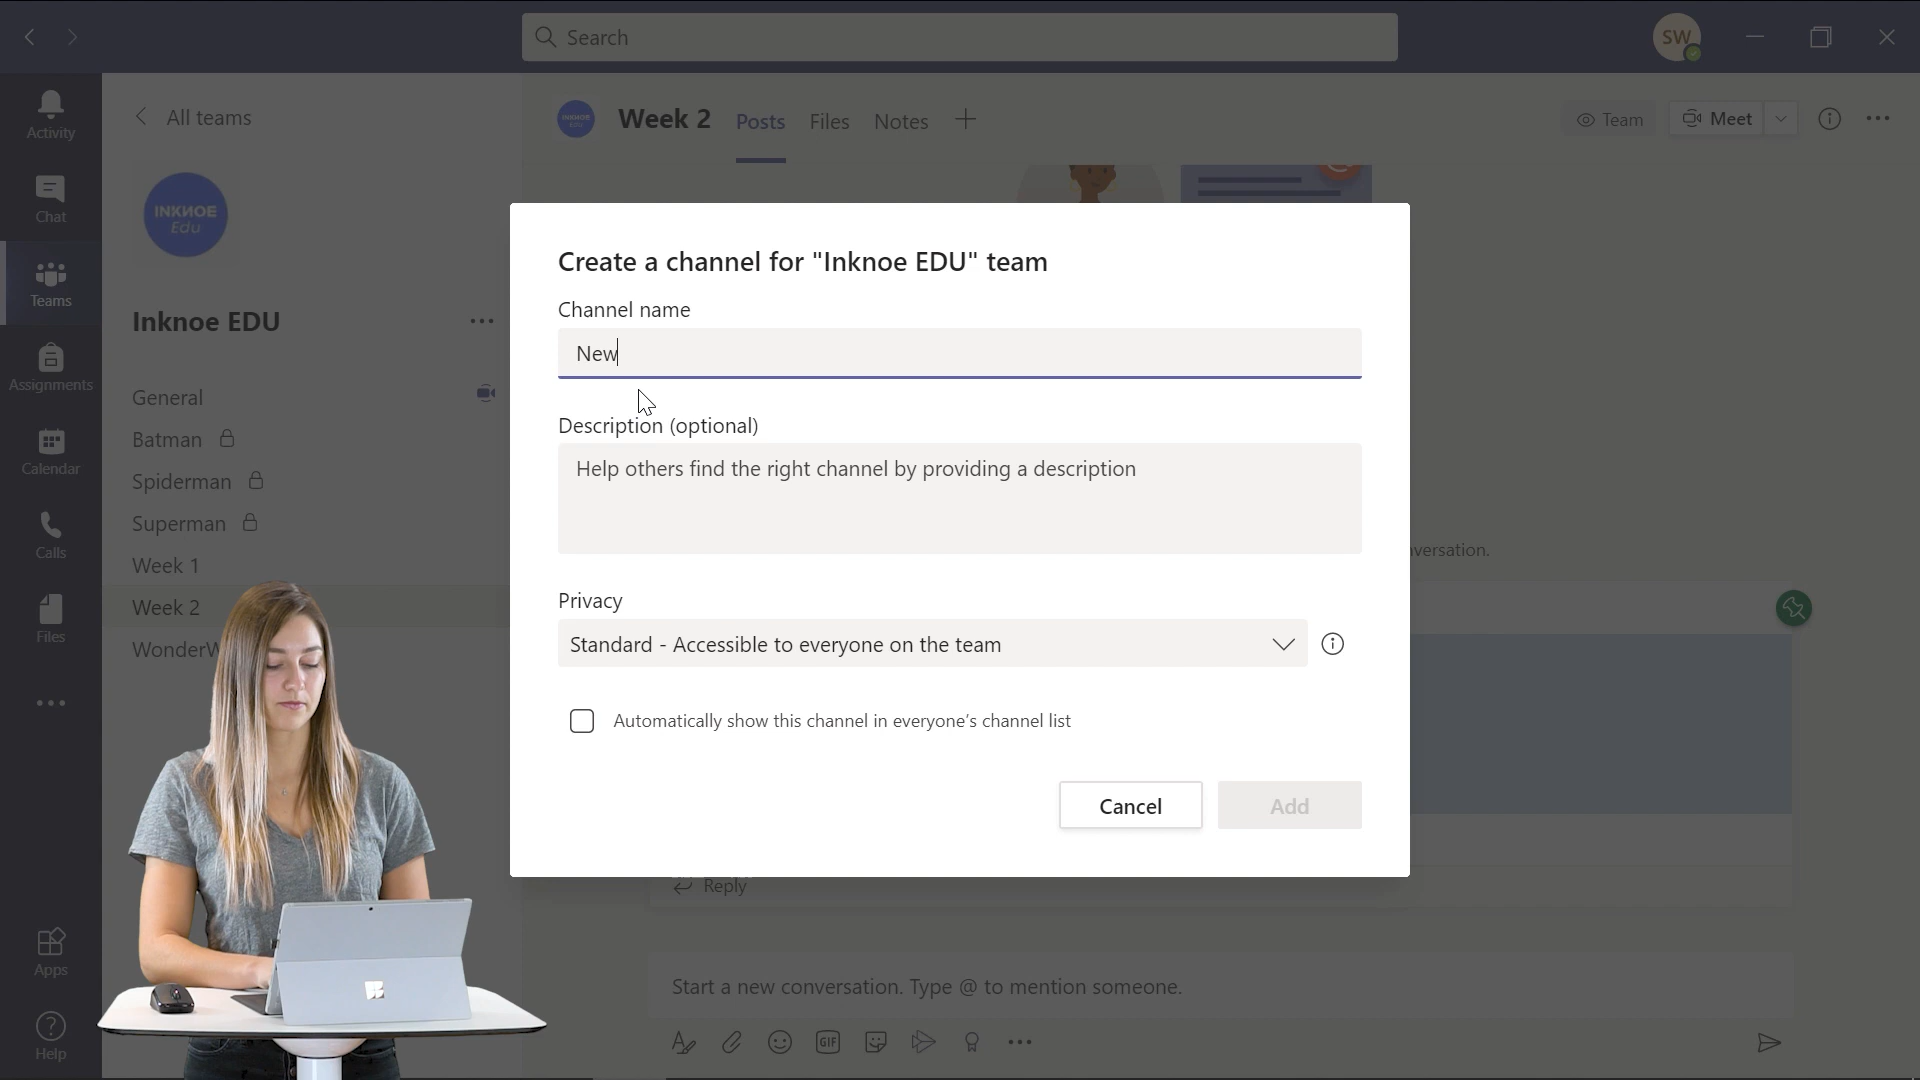 Search
SW
Activity
Chat
Teams
Assignments
Calendar
Calls
Files
Apps
Help
All teams
INKNOE
Edu
Inknoe EDU
General
Batman
Spiderman
Superman
Week 1
Week 2
INKNOE
EDU
Week 2 Posts Files Notes
Team
Meet
Create a channel for "Inknoe EDU" team
Channel name
New
Description (optional)
Help others find the right channel by providing a description
Privacy
Standard - Accessible to everyone on the team
Automatically show this channel in everyone's channel list
Cancel Add
Reply
Start a new conversation. Type @ to mention someone.
GIF